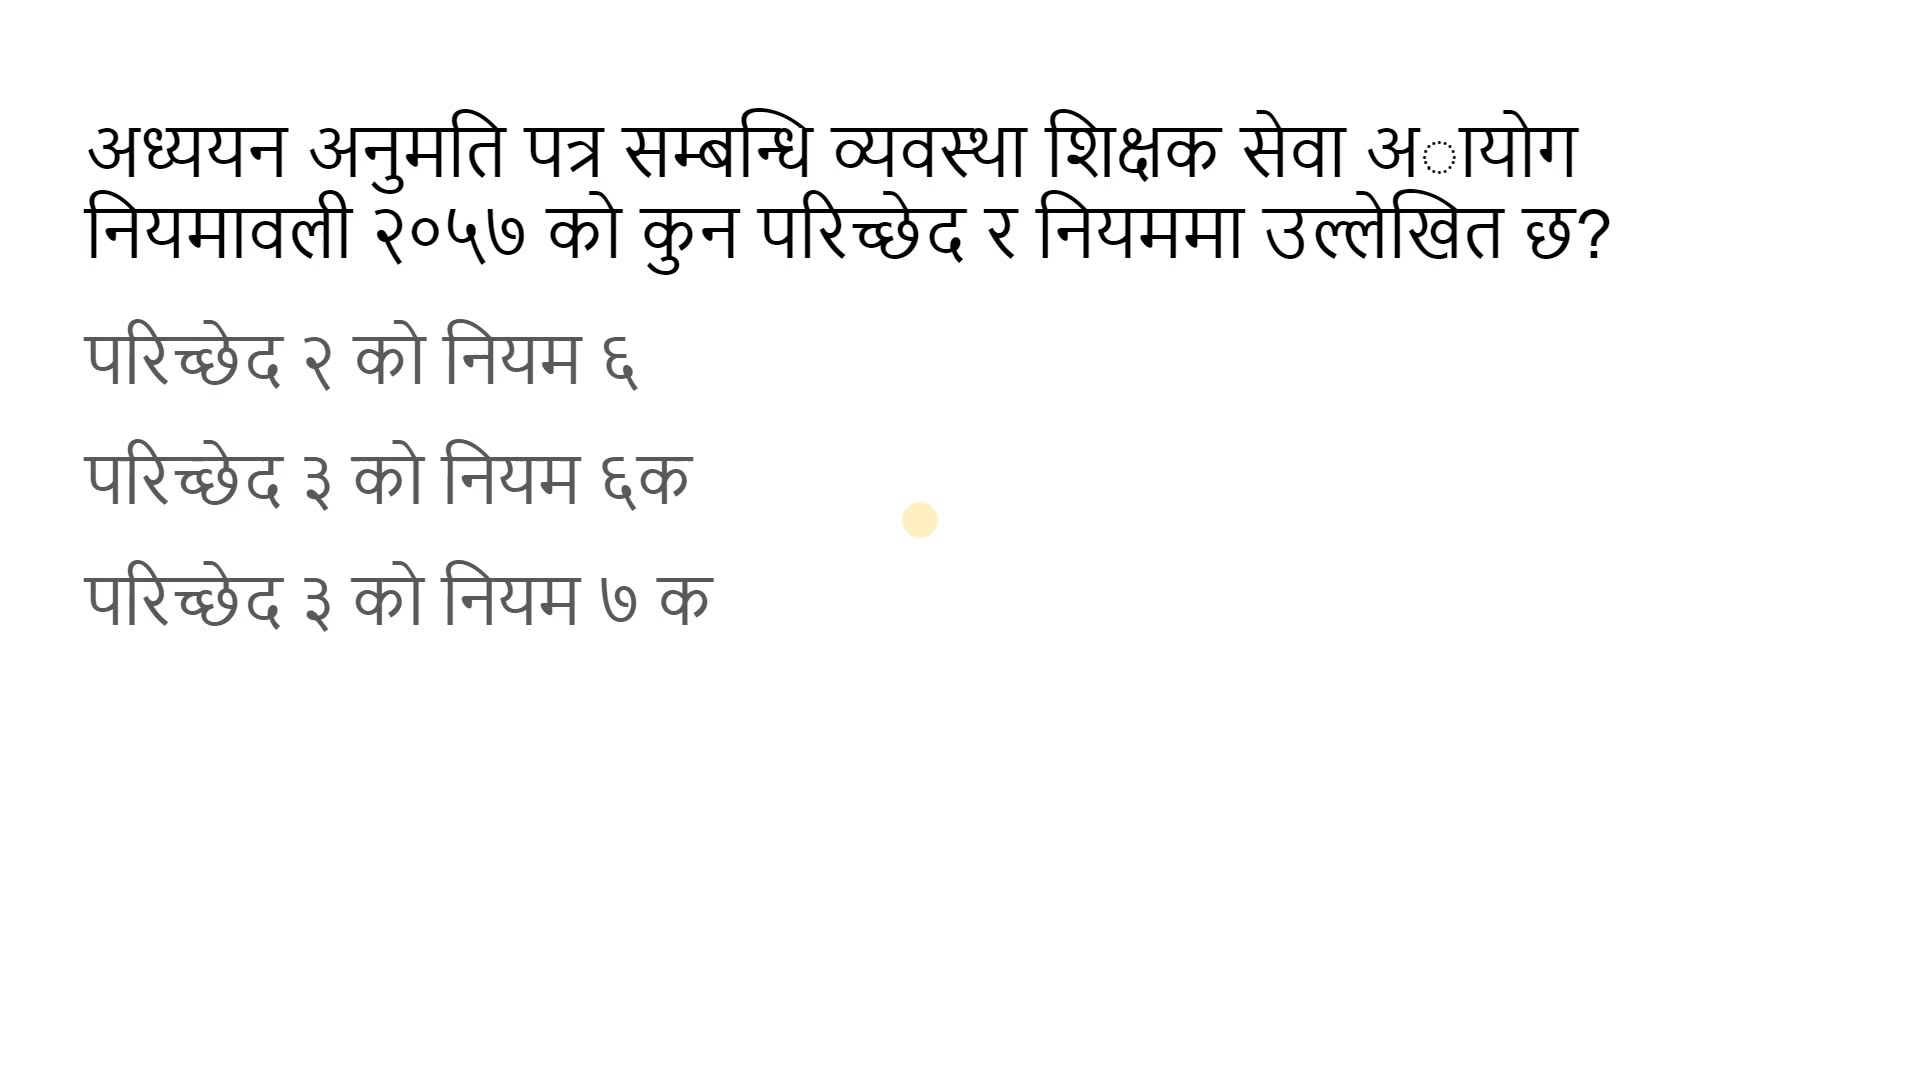 अध्ययन अनुमति पत्र सम्बन्धि व्यवस्था शिक्षक सेवा अायोग
नियमावली २०५७ को कुन परिच्छेद र नियममा उल्लेखित छ?
परिच्छेद २ को नियम ६
परिच्छेद ३ को नियम ६क
परिच्छेद ३ को नियम ७ क